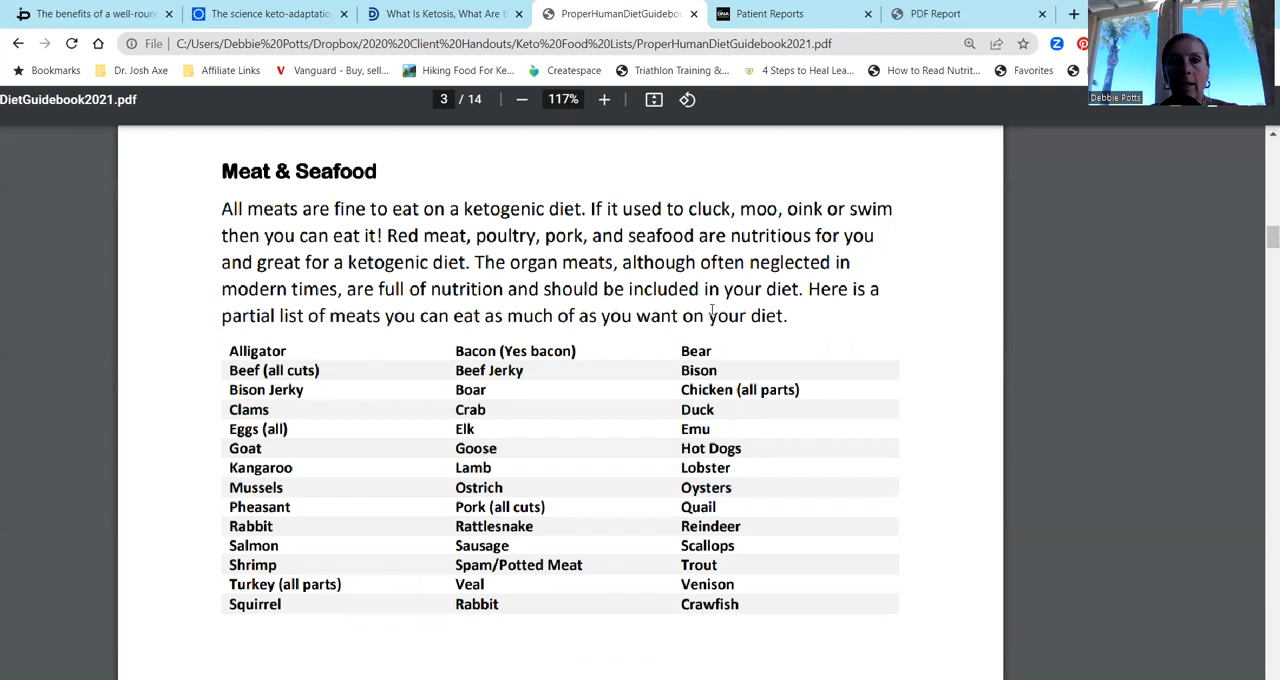 The benefits of a well-roun
The science keto-adaptatio
What Is Ketosis, What Are t
ProperHumanDietGuideboo
Patient Reports
PDF Report
File
C:/Users/Debbie%20Potts/Dropbox/2020%20Client%20Handouts/Keto%20Food%20Lists/ProperHumanDietGuidebook2021.pdf
Bookmarks
Dr. Josh Axe
Affiliate Links
Vanguard - Buy, sell...
Hiking Food For Ke...
Createspace
Triathlon Training &...
4 Steps to Heal Lea...
How to Read Nutrit...
Favorites
Debbie Potts
DietGuidebook2021.pdf
3 / 14
117%
Meat & Seafood
All meats are fine to eat on a ketogenic diet. If it used to cluck, moo, oink or swim
then you can eat it! Red meat, poultry, pork, and seafood are nutritious for you
and great for a ketogenic diet. The organ meats, although often neglected in
modern times, are full of nutrition and should be included in your diet. Here is a
partial list of meats you can eat as much of as you want on your diet.
Alligator Bacon (Yes bacon) Bear
Beef (all cuts) Beef Jerky Bison
Bison Jerky Boar Chicken (all parts)
Clams Crab Duck
Eggs (all) Elk Emu
Goat Goose Hot Dogs
Kangaroo Lamb Lobster
Mussels Ostrich Oysters
Pheasant Pork (all cuts) Quail
Rabbit Rattlesnake Reindeer
Salmon Sausage Scallops
Shrimp Spam/Potted Meat Trout
Turkey (all parts) Veal Venison
Squirrel Rabbit Crawfish